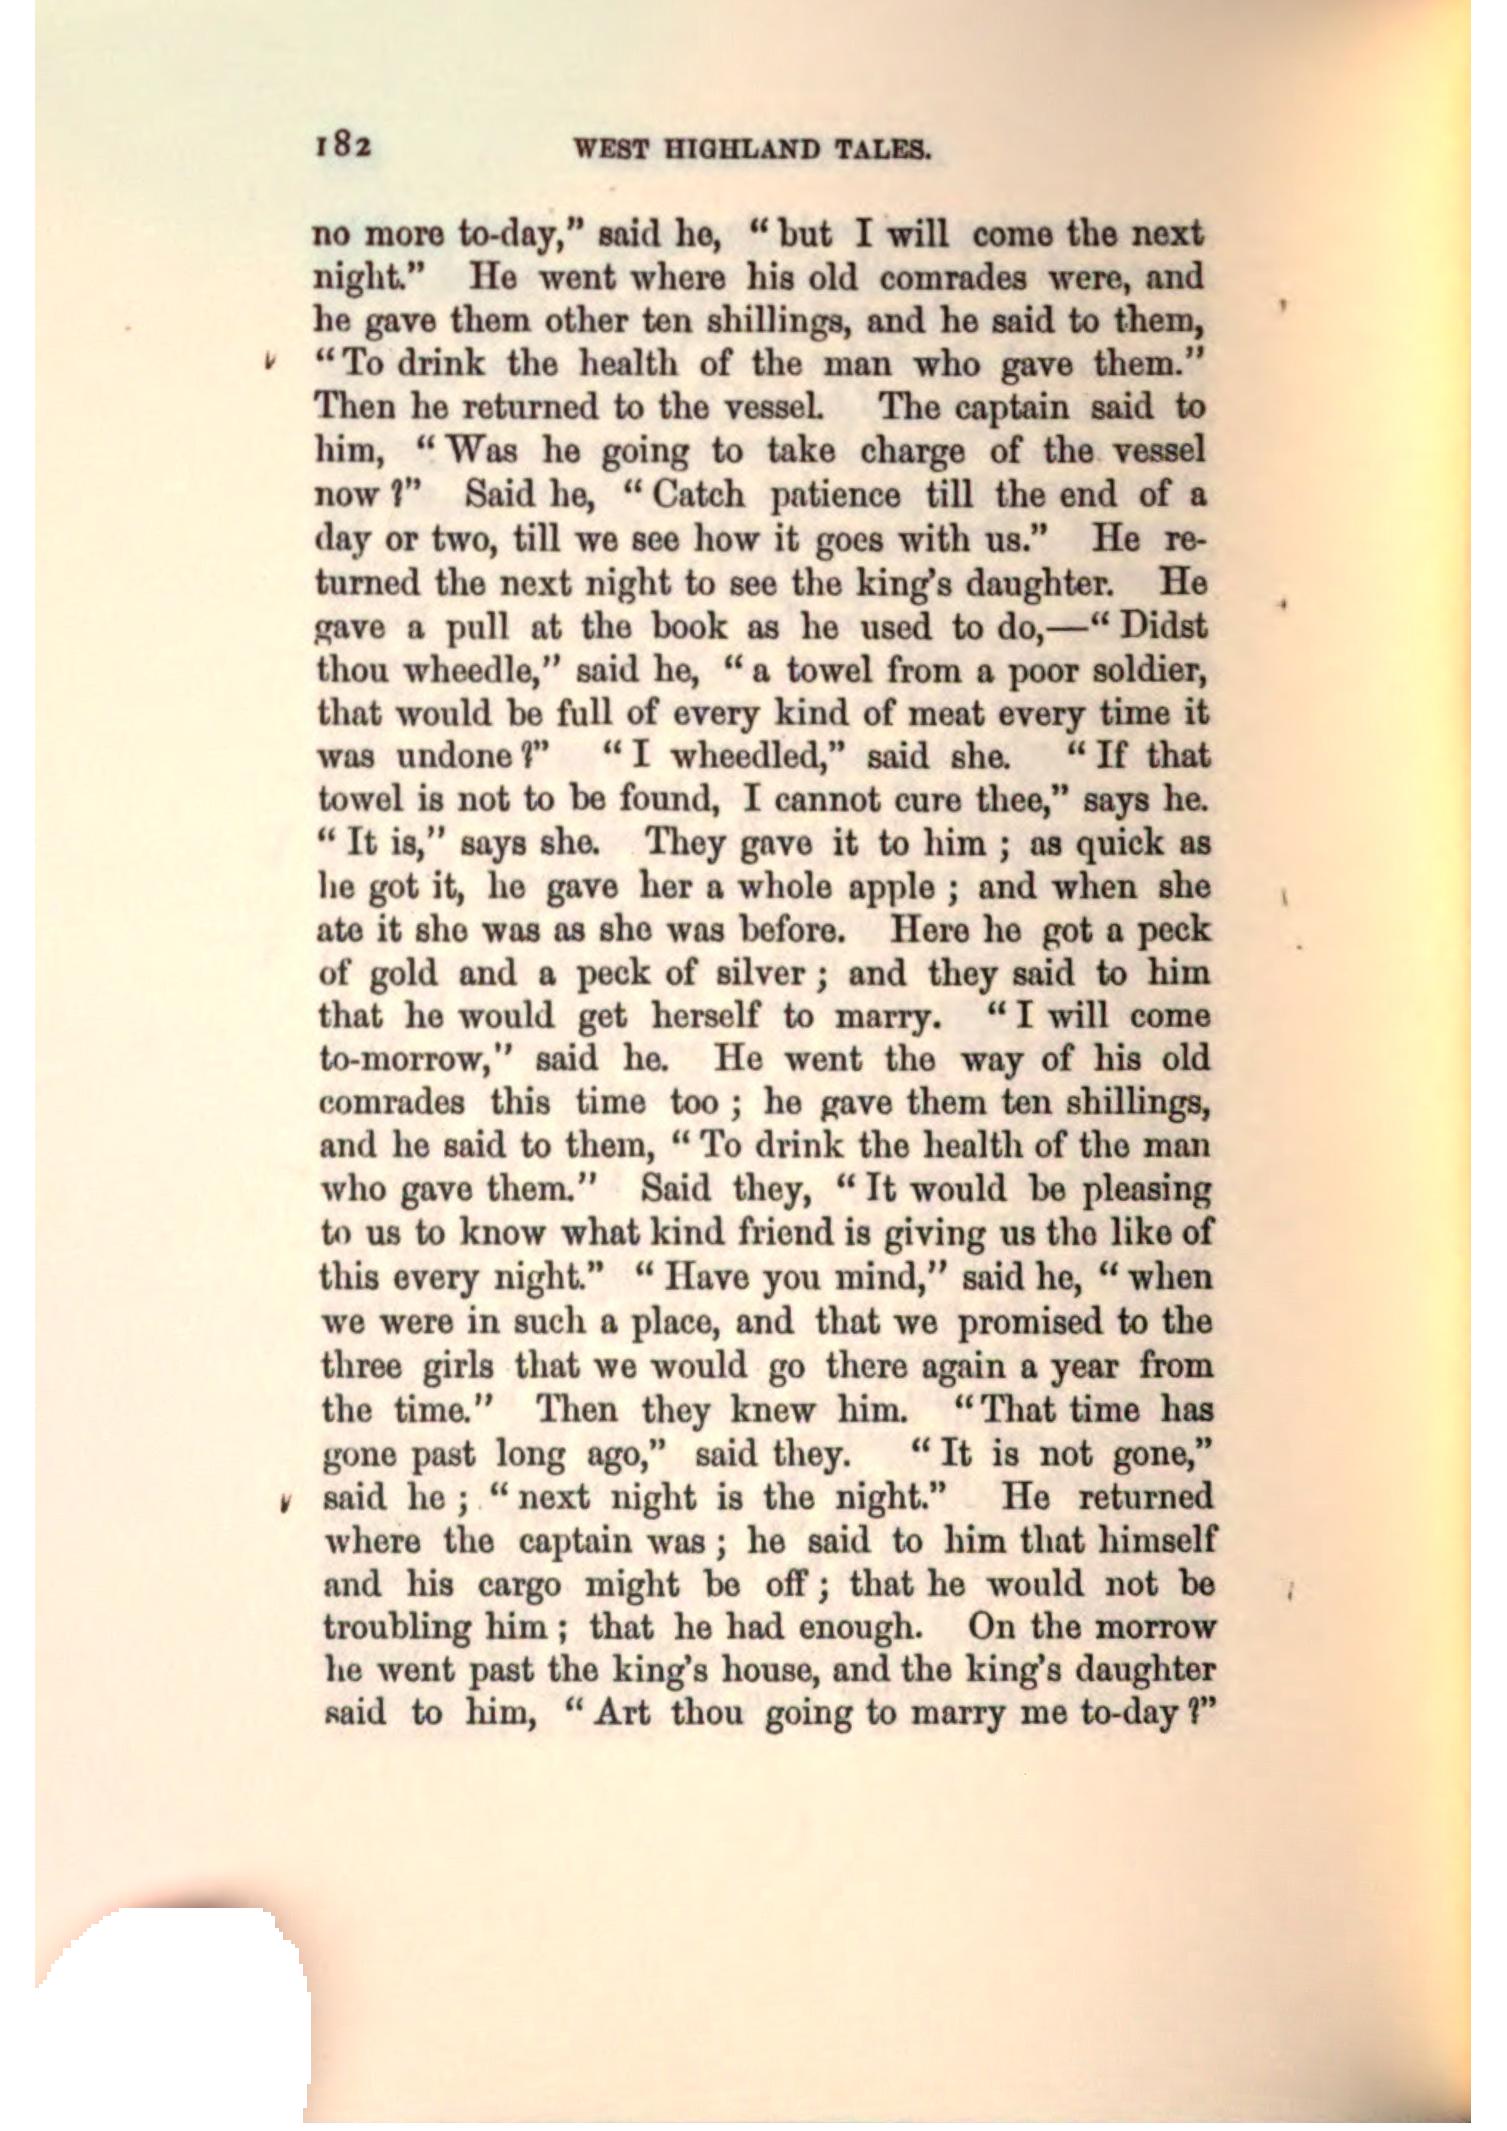 182 WEST HIGHLAND TALES.
no more to-day,” said he, “but I will come the next
night.” He went where his old comrades were, and
he gave them other ten shillings, and he said to them,
“To drink the health of the man who gave them.”
Then he returned to the vessel. The captain said to
him, “Was he going to take charge of the vessel
now?” Said he, “Catch patience till the end of a
day or two, till we see how it goes with us.” He re-
turned the next night to see the king’s daughter. He
gave a pull at the book as he used to do,—“Didst
thou wheedle,” said he, “a towel from a poor soldier,
that would be full of every kind of meat every time it
was undone?” “I wheedled,” said she. “If that
towel is not to be found, I cannot cure thee,” says he.
“It is,” says she. They gave it to him; as quick as
he got it, he gave her a whole apple; and when she
ate it she was as she was before. Here he got a peck
of gold and a peck of silver; and they said to him
that he would get herself to marry. “I will come
to-morrow,” said he. He went the way of his old
comrades this time too; he gave them ten shillings,
and he said to them, “To drink the health of the man
who gave them.” Said they, “It would be pleasing
to us to know what kind friend is giving us the like of
this every night.” “Have you mind,” said he, “when
we were in such a place, and that we promised to the
three girls that we would go there again a year from
the time.” Then they knew him. “That time has
gone past long ago,” said they. “It is not gone,”
said he; “next night is the night.” He returned
where the captain was; he said to him that himself
and his cargo might be off; that he would not be
troubling him; that he had enough. On the morrow
he went past the king’s house, and the king’s daughter
said to him, “Art thou going to marry me to-day?”